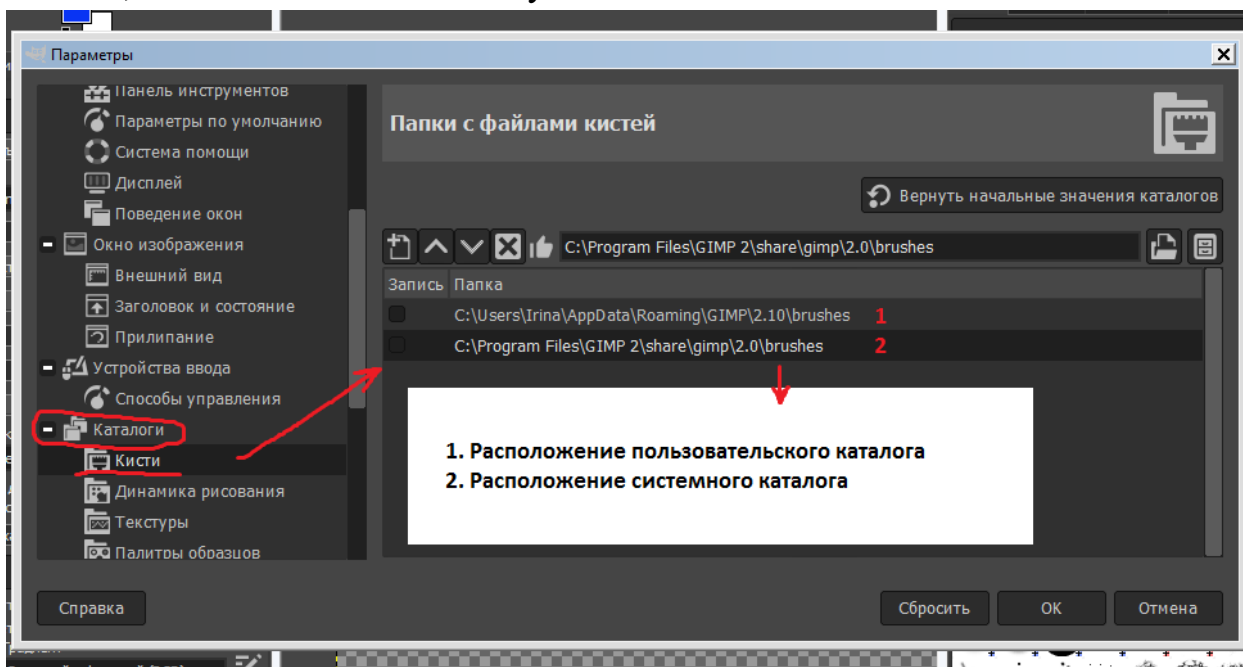 Параметры
Панель инструментов
Параметры по умолчанию
Система помощи
Дисплей
Поведение окон
Окно изображения
Внешний вид
Заголовок и состояние
Прилипание
Устройства ввода
Способы управления
Каталоги
Кисти
Динамика рисования
Текстуры
Палитры образцов
Папки с файлами кистей
Вернуть начальные значения каталогов
C:\Program Files\GIMP 2\share\gimp\2.0\brushes
Запись Папка
C:\Users\Irina\AppData\Roaming\GIMP\2.10\brushes 1
C:\Program Files\GIMP 2\share\gimp\2.0\brushes 2
1. Расположение пользовательского каталога
2. Расположение системного каталога
Справка
Сбросить
OK
Отмена